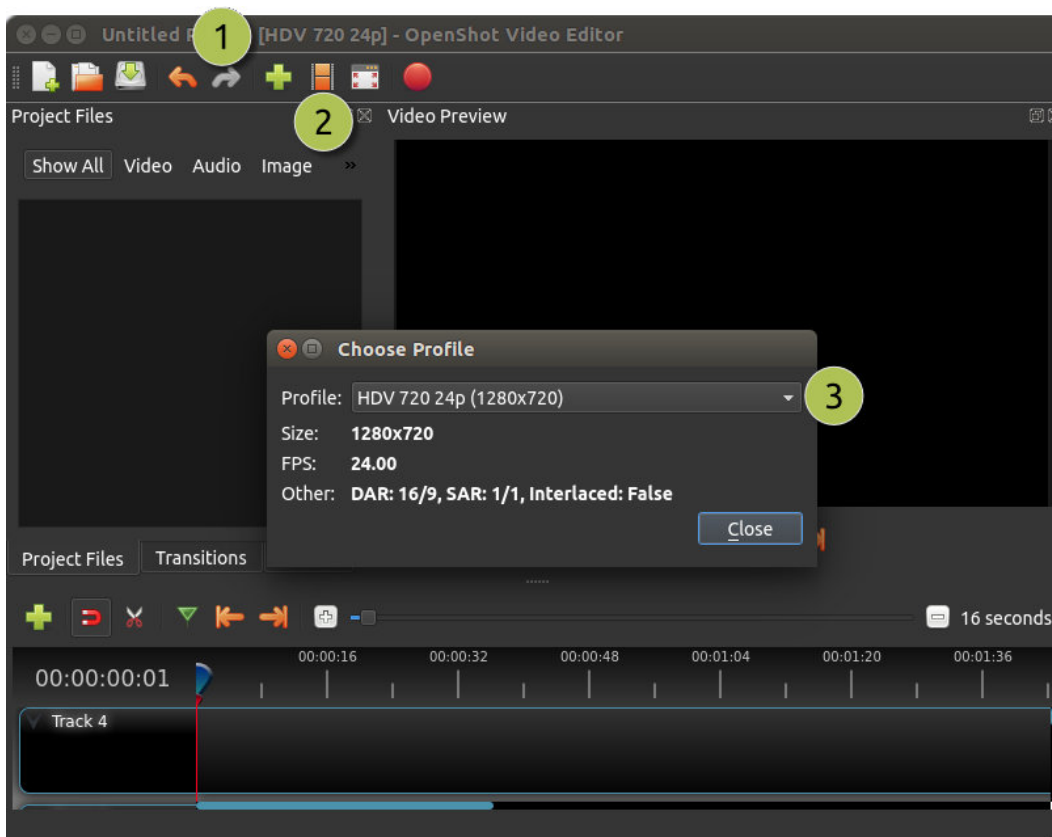 Untitled P 1 [HDV 720 24p] - OpenShot Video Editor
2
Project Files
Video Preview
Show All Video Audio Image »
Choose Profile
Profile: HDV 720 24p (1280x720) 3
Size: 1280x720
FPS: 24.00
Other: DAR: 16/9, SAR: 1/1, Interlaced: False
Close
Project Files Transitions
16 seconds
00:00:16 00:00:32 00:00:48 00:01:04 00:01:20 00:01:36
00:00:00:01
Track 4